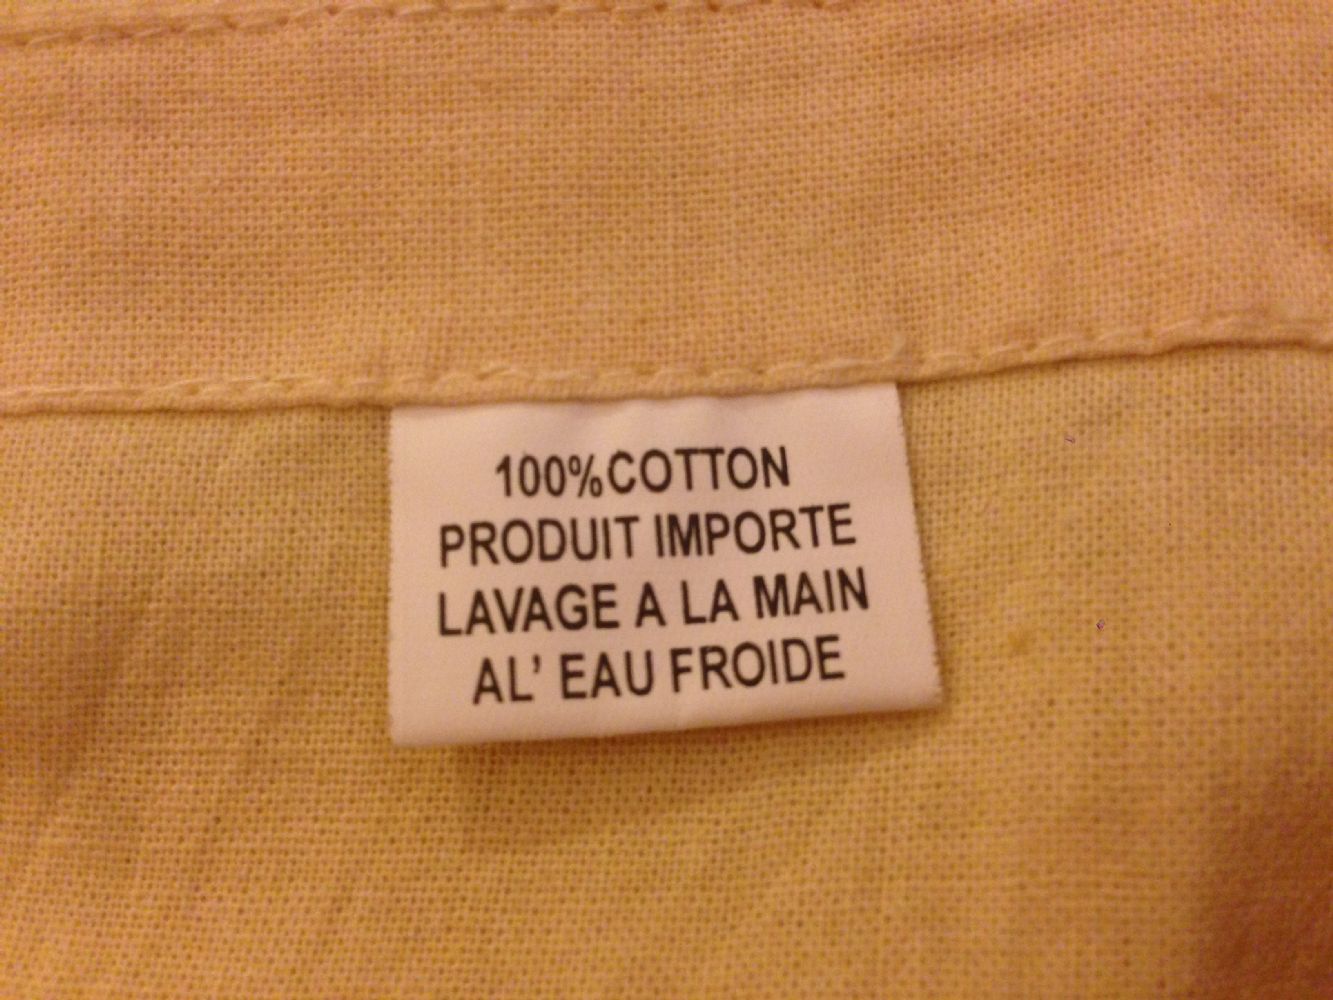 100%COTTON
PRODUIT IMPORTE
LAVAGE A LA MAIN
AL' EAU FROIDE